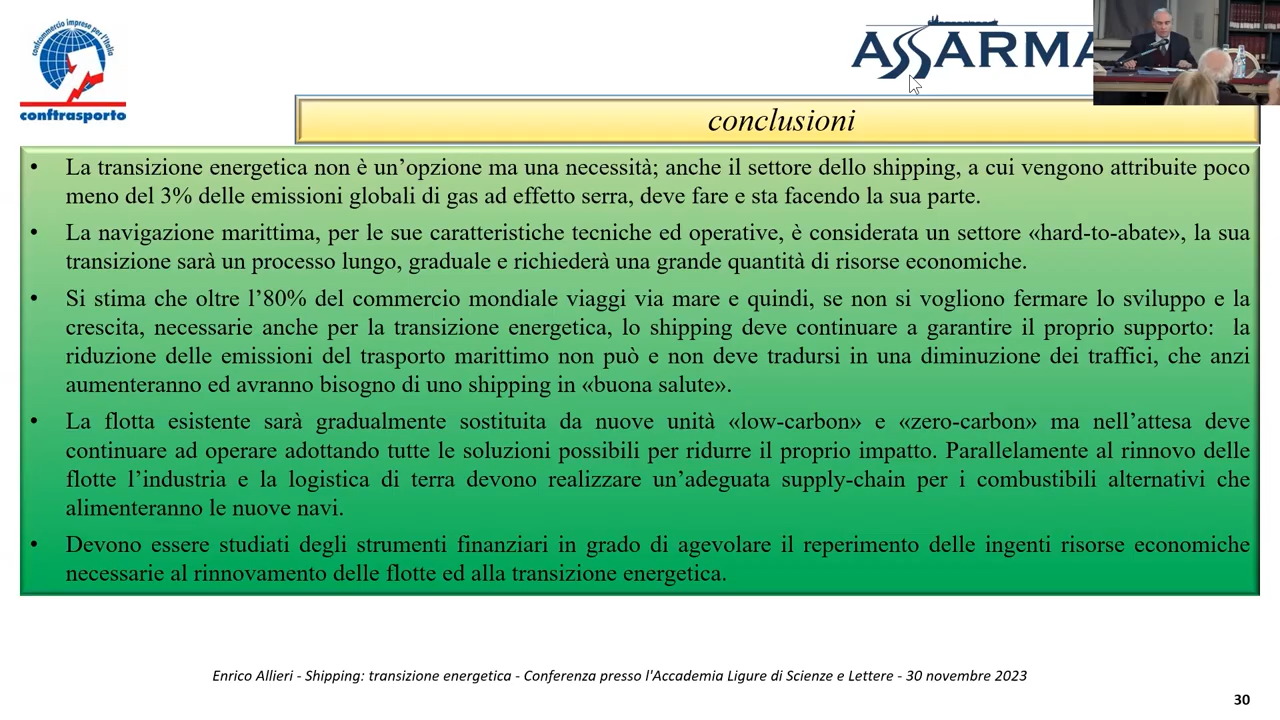 confcommercio imprese per l'italia
conftrasporto
ASSARMA
conclusioni
• La transizione energetica non è un’opzione ma una necessità; anche il settore dello shipping, a cui vengono attribuite poco
meno del 3% delle emissioni globali di gas ad effetto serra, deve fare e sta facendo la sua parte.
• La navigazione marittima, per le sue caratteristiche tecniche ed operative, è considerata un settore «hard-to-abate», la sua
transizione sarà un processo lungo, graduale e richiederà una grande quantità di risorse economiche.
• Si stima che oltre l’80% del commercio mondiale viaggi via mare e quindi, se non si vogliono fermare lo sviluppo e la
crescita, necessarie anche per la transizione energetica, lo shipping deve continuare a garantire il proprio supporto: la
riduzione delle emissioni del trasporto marittimo non può e non deve tradursi in una diminuzione dei traffici, che anzi
aumenteranno ed avranno bisogno di uno shipping in «buona salute».
• La flotta esistente sarà gradualmente sostituita da nuove unità «low-carbon» e «zero-carbon» ma nell’attesa deve
continuare ad operare adottando tutte le soluzioni possibili per ridurre il proprio impatto. Parallelamente al rinnovo delle
flotte l’industria e la logistica di terra devono realizzare un’adeguata supply-chain per i combustibili alternativi che
alimenteranno le nuove navi.
• Devono essere studiati degli strumenti finanziari in grado di agevolare il reperimento delle ingenti risorse economiche
necessarie al rinnovamento delle flotte ed alla transizione energetica.
Enrico Allieri - Shipping: transizione energetica - Conferenza presso l'Accademia Ligure di Scienze e Lettere - 30 novembre 2023
30